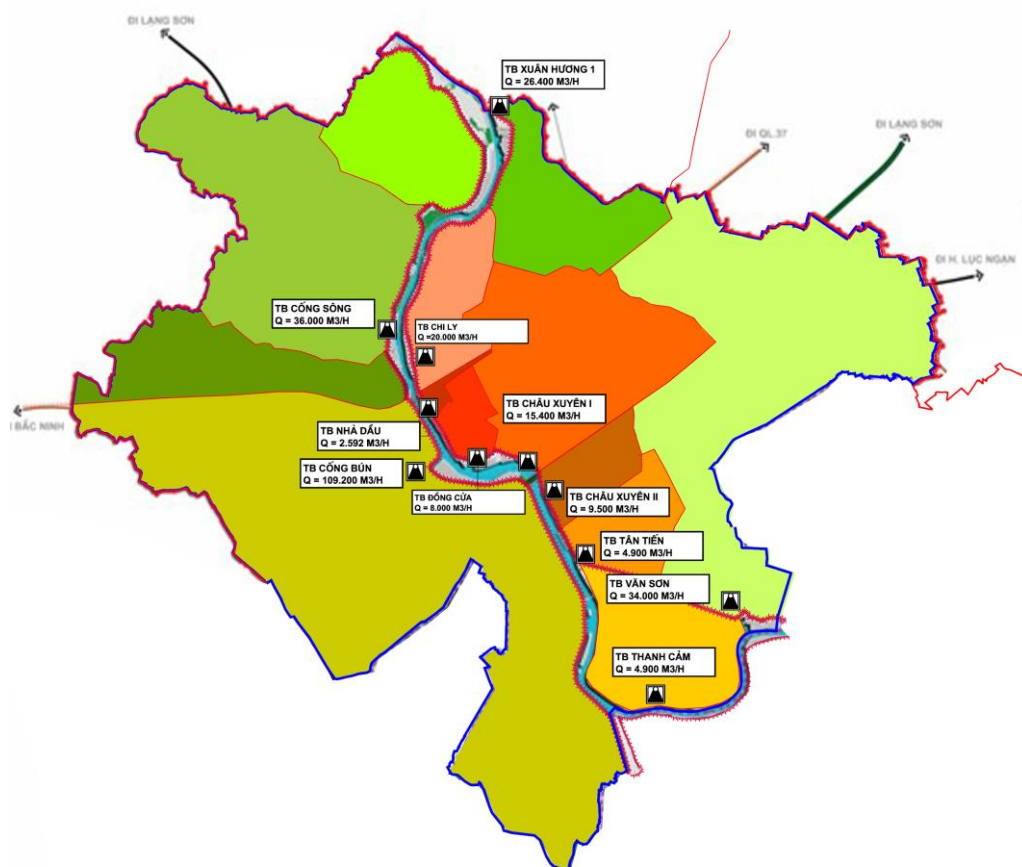 ĐI LẠNG SƠN
TB XUÂN HƯƠNG 1
Q = 26.400 M3/H
ĐI QL.37
ĐI LẠNG SƠN
ĐI H. LỤC NGẠN
TB CỐNG SÔNG
Q = 36.000 M3/H
TB CHI LY
Q =20.000 M3/H
TB CHÂU XUYÊN I
Q = 15.400 M3/H
I BẮC NINH
TB NHÀ DẦU
Q = 2.592 M3/H
TB CỐNG BÚN
Q = 109.200 M3/H
TB ĐỒNG CỬA
Q = 8.000 M3/H
TB CHÂU XUYÊN II
Q = 9.500 M3/H
TB TÂN TIẾN
Q = 4.900 M3/H
TB VĂN SƠN
Q = 34.000 M3/H
TB THANH CẢM
Q = 4.900 M3/H